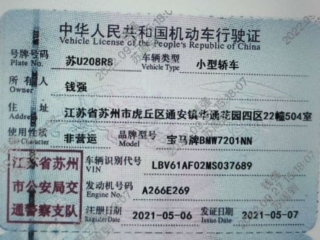 中华人民共和国机动车行驶证
Vehicle License of the People's Republic of China
号牌号码 Plate No. 苏U208R8 车辆类型 Vehicle Type 小型轿车
所有人 Owner 钱强
住址 Address 江苏省苏州市虎丘区通安镇华通花园四区22幢504室
使用性质 Use Character 非营运 品牌型号 Model 宝马牌BMW7201NN
江苏省苏州
市公安局交
通警察支队
车辆识别代号 VIN LBV61AF02MS037689
发动机号码 Engine No. A266E269
注册日期 Register Date 2021-05-06 发证日期 Issue Date 2021-05-07